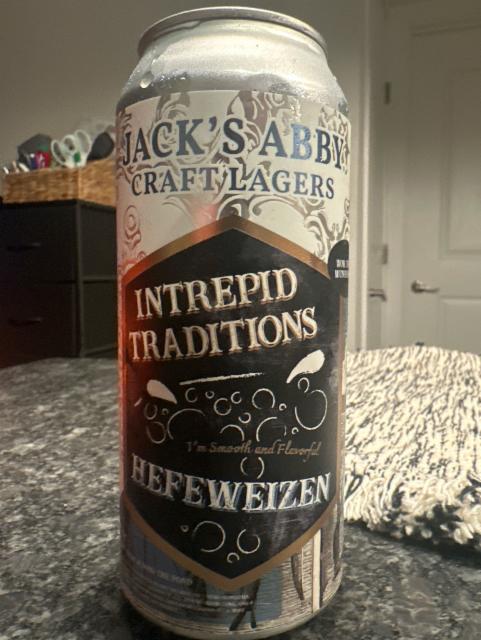 JACK'S ABBY
CRAFT LAGERS
INTREPID
TRADITIONS
I'm Smooth and Flavorful
HEFEWEIZEN